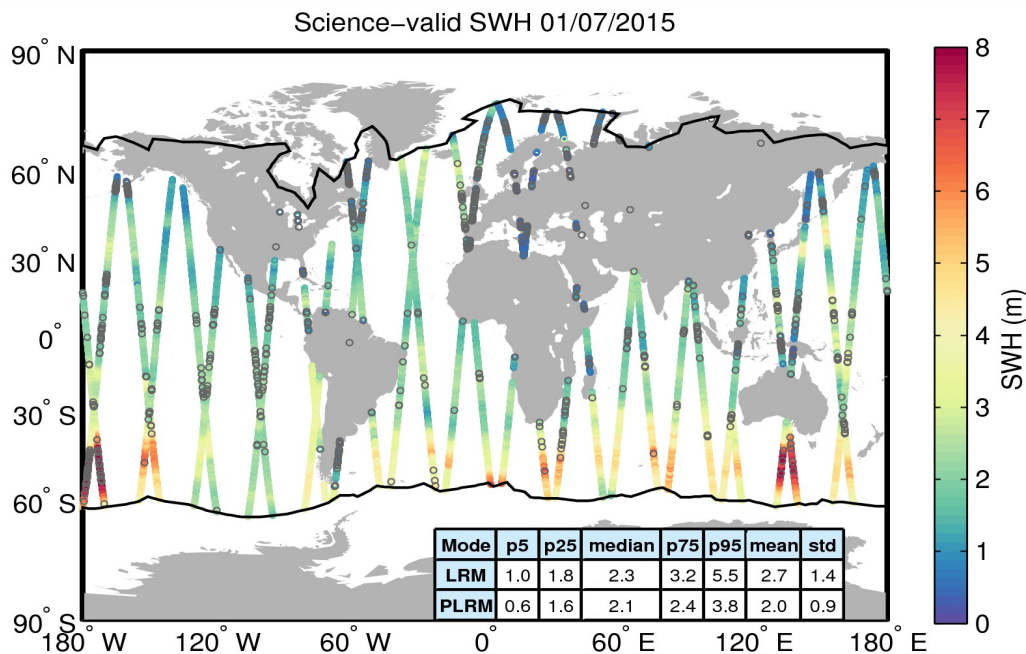 Science−valid SWH 01/07/2015
90° N
60° N
30° N
0°
30° S
60° S
90° S
180° W
120° W
60° W
0°
60° E
120° E
180° E
8
7
6
5
4
3
2
1
0
SWH (m)
Mode p5 p25 median p75 p95 mean std
LRM 1.0 1.8 2.3 3.2 5.5 2.7 1.4
PLRM 0.6 1.6 2.1 2.4 3.8 2.0 0.9